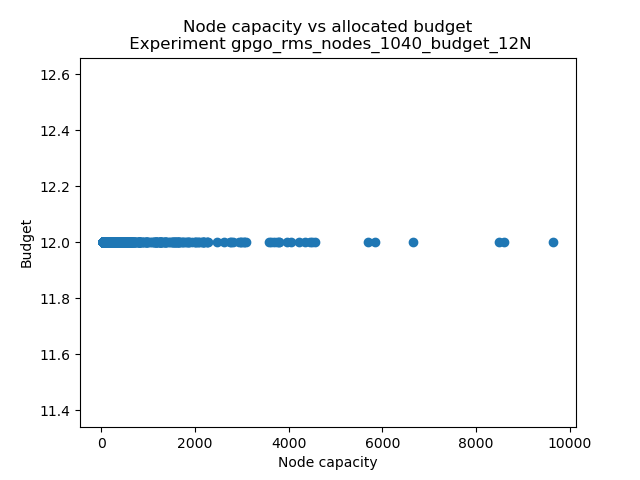 Node capacity vs allocated budget
Experiment gpgo_rms_nodes_1040_budget_12N
12.6
12.4
12.2
12.0
11.8
11.6
11.4
Budget
0 2000 4000 6000 8000 10000
Node capacity